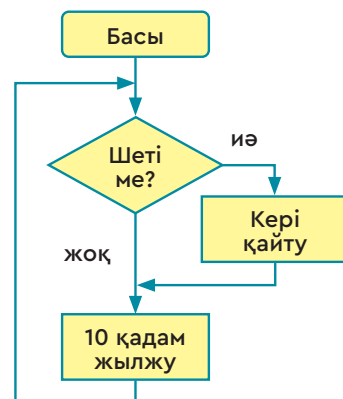 Басы
Шеті
ме?
иә
Кері
қайту
жоқ
10 қадам
жылжу